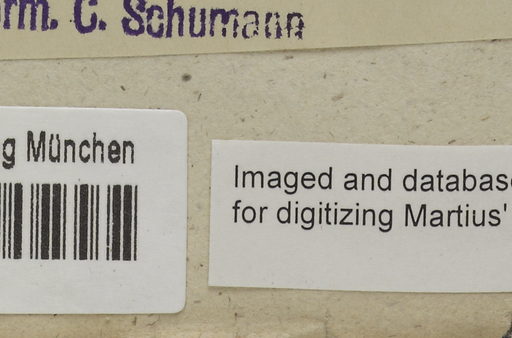 rm. C. Schumann
g München
Imaged and databas
for digitizing Martius'